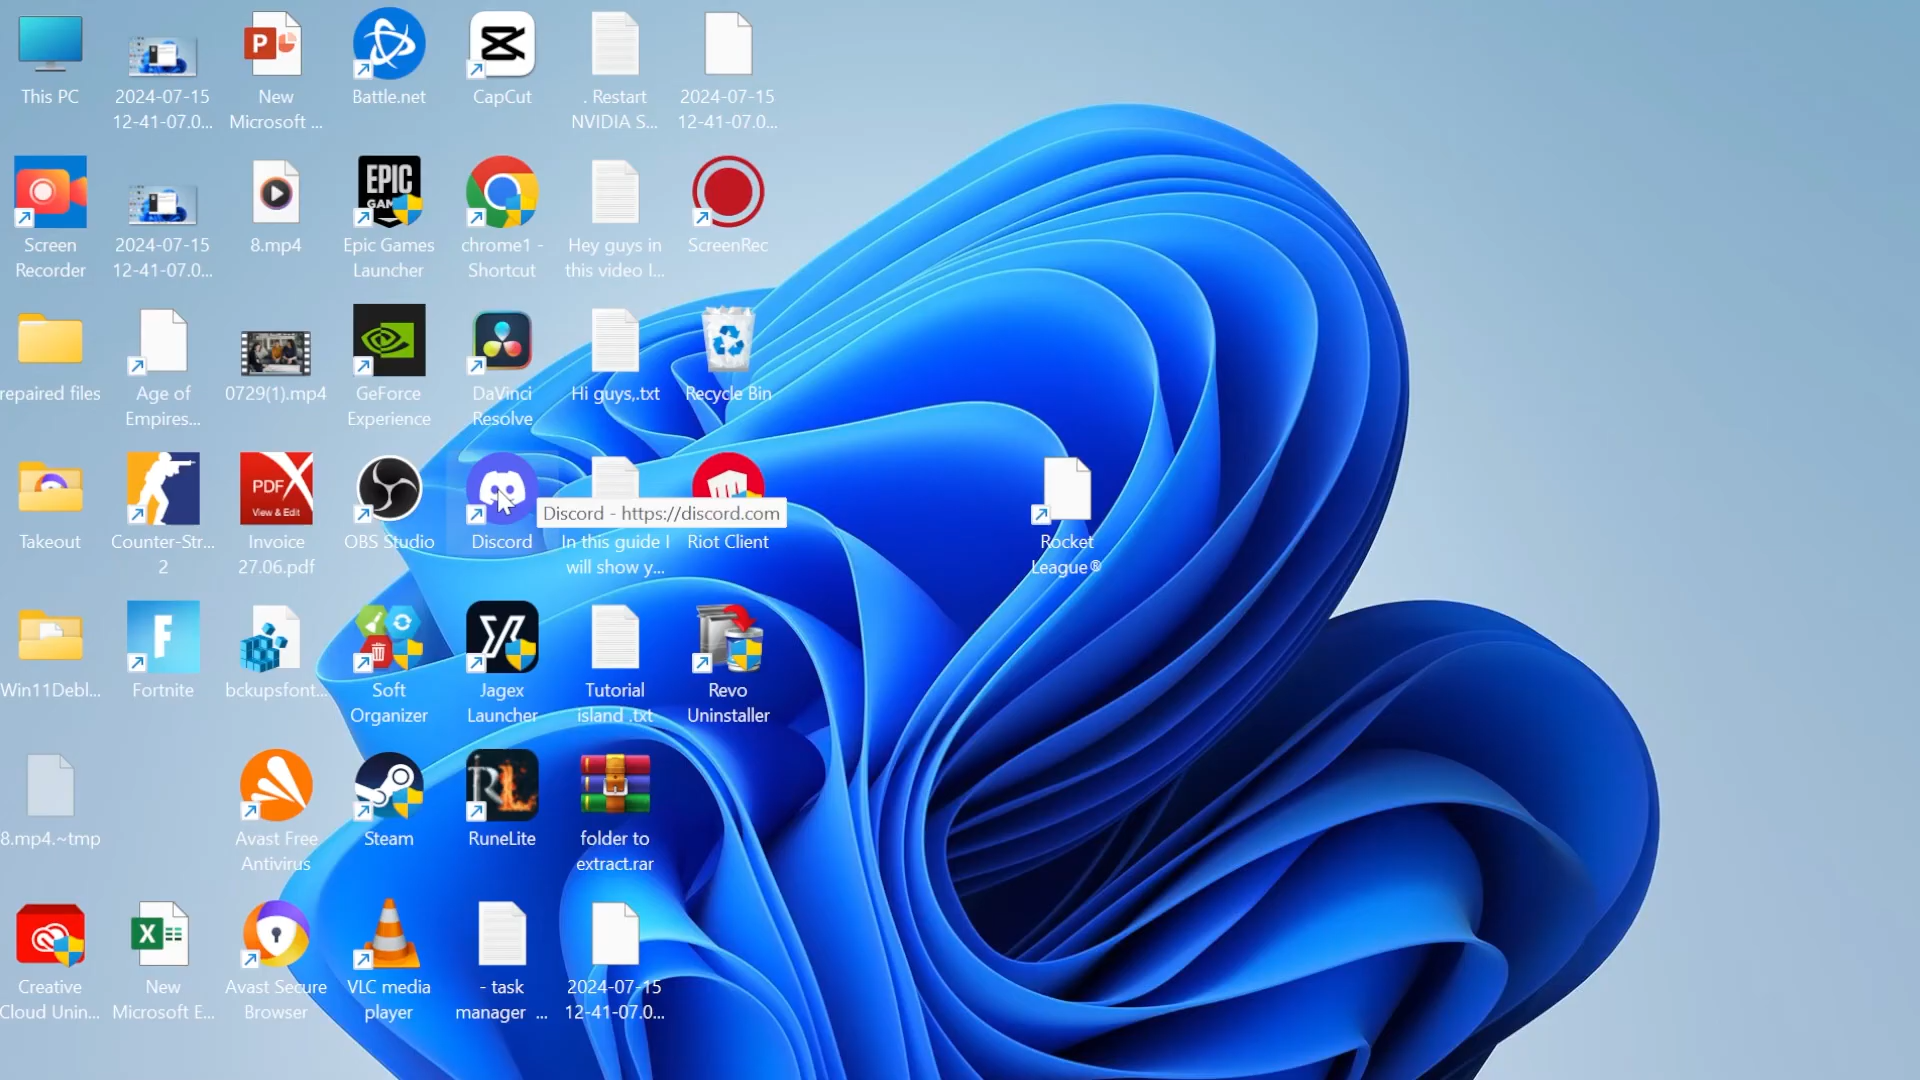 This PC
2024-07-15
12-41-07.0...
P
New
Microsoft ...
Battle.net
CapCut
. Restart
NVIDIA S...
2024-07-15
12-41-07.0...
Screen
Recorder
2024-07-15
12-41-07.0...
8.mp4
EPIC
GAM
Epic Games
Launcher
chrome1 -
Shortcut
Hey guys in
this video I...
ScreenRec
repaired files
Age of
Empires...
0729(1).mp4
GeForce
Experience
DaVinci
Resolve
Hi guys,.txt
Recycle Bin
Takeout
Counter-Str...
2
PDF
View & Edit
Invoice
27.06.pdf
OBS Studio
Discord
Discord - https://discord.com
In this guide I
will show y...
Riot Client
Rocket
League®
Win11Debl...
F
Fortnite
bckupsfont...
Soft
Organizer
Jagex
Launcher
Tutorial
island .txt
Revo
Uninstaller
8.mp4.~tmp
Avast Free
Antivirus
Steam
RL
RuneLite
folder to
extract.rar
Creative
Cloud Unin...
X
New
Microsoft E...
Avast Secure
Browser
VLC media
player
- task
manager ...
2024-07-15
12-41-07.0...